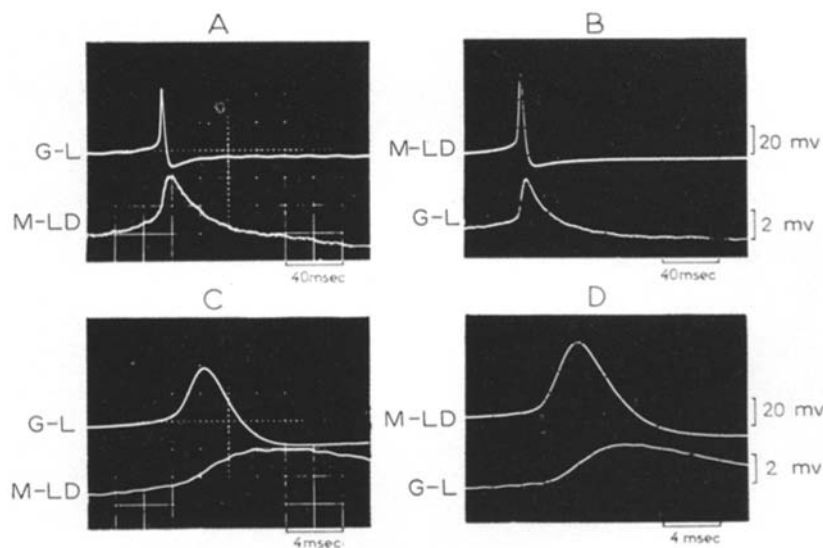 A
G-L
M-LD
40msec
B
M-LD
20 mv
G-L
2 mv
40msec
C
G-L
M-LD
4msec
D
M-LD
20 mv
G-L
2 mv
4 msec